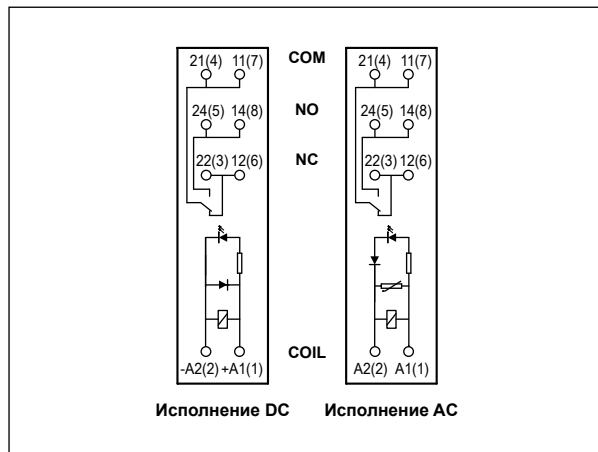 21(4) 11(7) COM 21(4) 11(7)
24(5) 14(8) NO 24(5) 14(8)
22(3) 12(6) NC 22(3) 12(6)
COIL
-A2(2) +A1(1) A2(2) A1(1)
Исполнение DC Исполнение AC